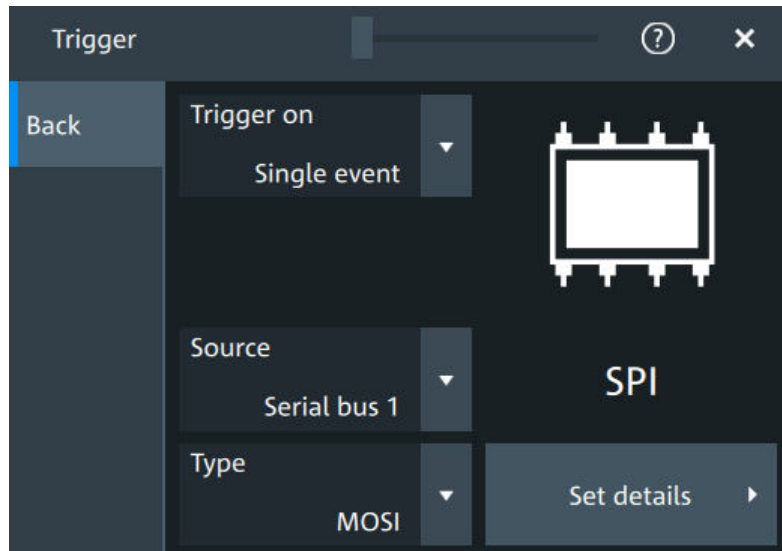 Trigger
?
Back
Trigger on
Single event
Source
Serial bus 1
SPI
Type
MOSI
Set details